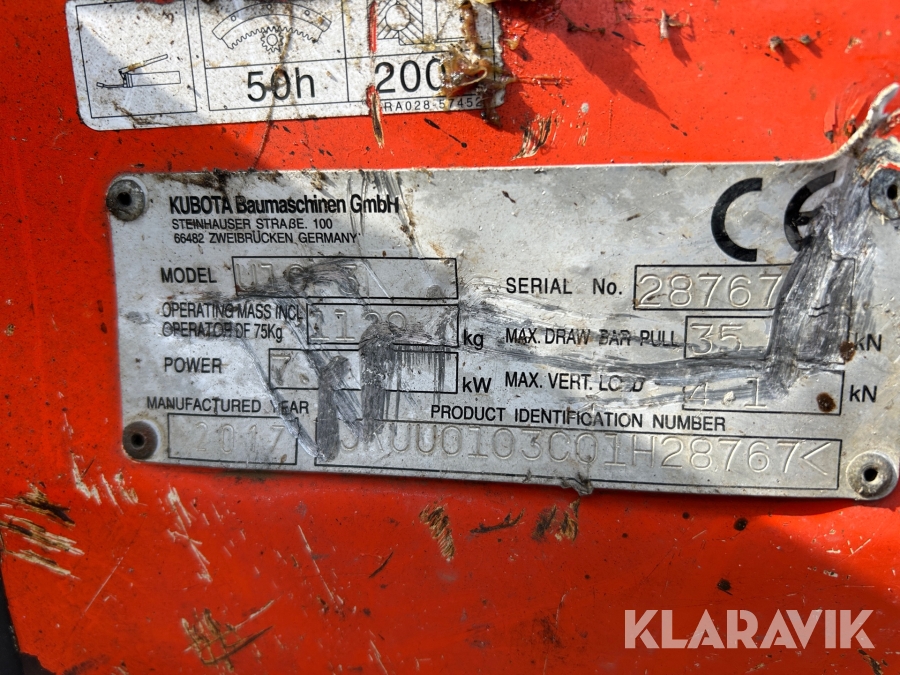 50h
200
RA028-57452
KUBOTA Baumaschinen GmbH
STEINHAUSER STRAßE. 100
66482 ZWEIBRÜCKEN, GERMANY
CE
MODEL
SERIAL No. 28767
OPERATING MASS INCL
OPERATOR OF 75Kg
kg
MAX. DRAW BAR PULL 35 kN
POWER
kW
MAX. VERT. LOAD 4.1 kN
MANUFACTURED YEAR
PRODUCT IDENTIFICATION NUMBER
2017
KUU0103C01H28767<
KLARAVIK